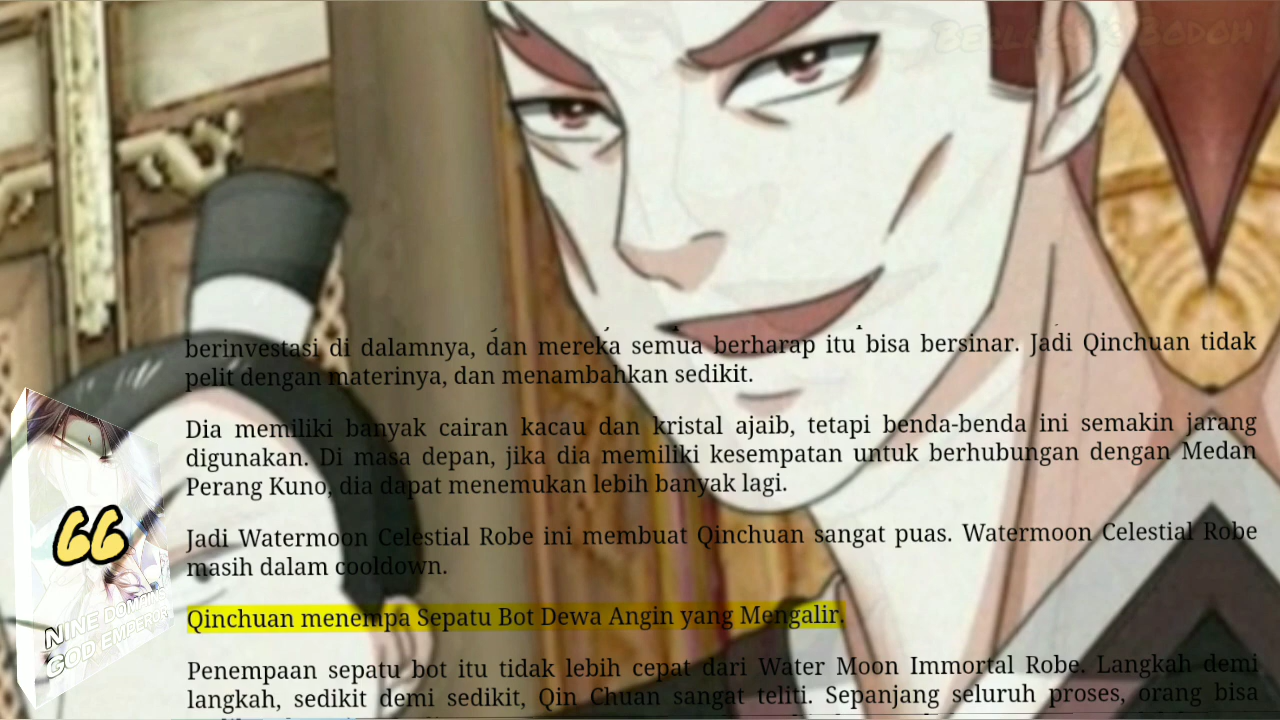 berinvestasi di dalamnya, dan mereka semua berharap itu bisa bersinar. Jadi Qinchuan tidak
pelit dengan materinya, dan menambahkan sedikit.
Dia memiliki banyak cairan kacau dan kristal ajaib, tetapi benda-benda ini semakin jarang
digunakan. Di masa depan, jika dia memiliki kesempatan untuk berhubungan dengan Medan
Perang Kuno, dia dapat menemukan lebih banyak lagi.
Jadi Watermoon Celestial Robe ini membuat Qinchuan sangat puas. Watermoon Celestial Robe
masih dalam cooldown.
Qinchuan menempa Sepatu Bot Dewa Angin yang Mengalir.
Penempaan sepatu bot itu tidak lebih cepat dari Water Moon Immortal Robe. Langkah demi
langkah, sedikit demi sedikit, Qin Chuan sangat teliti. Sepanjang seluruh proses, orang bisa
66
NINE DOMAINS
GOD EMPEROR
BODOH